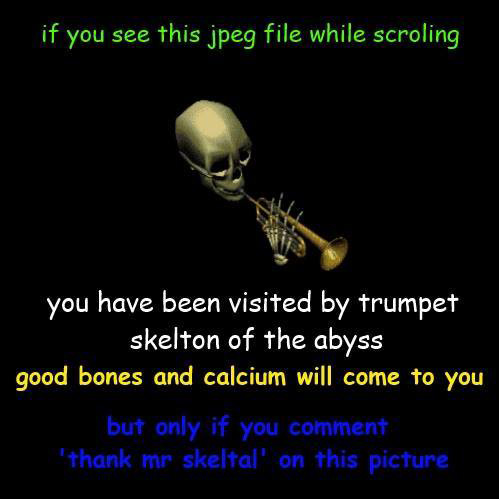 if you see this jpeg file while scroling
you have been visited by trumpet
skelton of the abyss
good bones and calcium will come to you
but only if you comment
'thank mr skeltal' on this picture